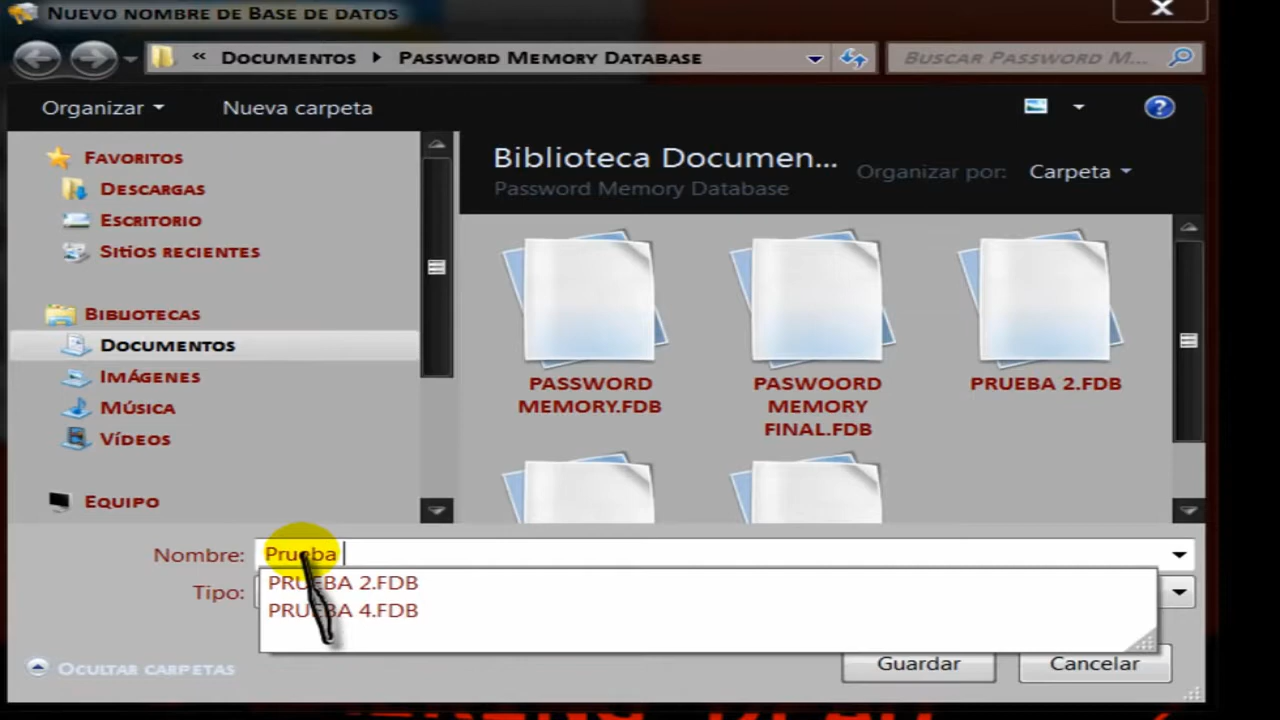 Nuevo nombre de Base de datos
« Documentos Password Memory Database
Buscar Password M...
Organizar
Nueva carpeta
Favoritos
Descargas
Escritorio
Sitios recientes
Bibliotecas
Documentos
Imágenes
Música
Vídeos
Equipo
Biblioteca Documen...
Password Memory Database
Organizar por: Carpeta
PASSWORD
MEMORY.FDB
PASWOORD
MEMORY
FINAL.FDB
PRUEBA 2.FDB
Nombre: Prueba
PRUEBA 2.FDB
PRUEBA 4.FDB
Tipo:
Ocultar carpetas
Guardar
Cancelar